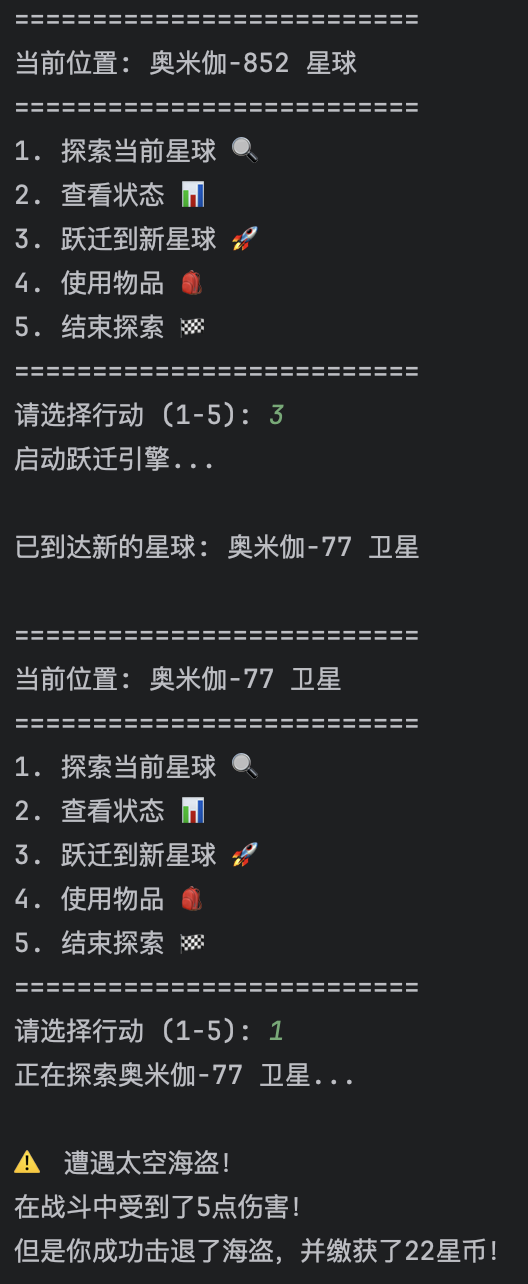 ==========================
当前位置: 奥米伽-852 星球
==========================
1. 探索当前星球 🔍
2. 查看状态 📊
3. 跃迁到新星球 🚀
4. 使用物品 🎒
5. 结束探索 🏁
==========================
请选择行动 (1-5): 3
启动跃迁引擎...
已到达新的星球: 奥米伽-77 卫星
==========================
当前位置: 奥米伽-77 卫星
==========================
1. 探索当前星球 🔍
2. 查看状态 📊
3. 跃迁到新星球 🚀
4. 使用物品 🎒
5. 结束探索 🏁
==========================
请选择行动 (1-5): 1
正在探索奥米伽-77 卫星...
⚠️ 遭遇太空海盗!
在战斗中受到了5点伤害!
但是你成功击退了海盗, 并缴获了22星币!